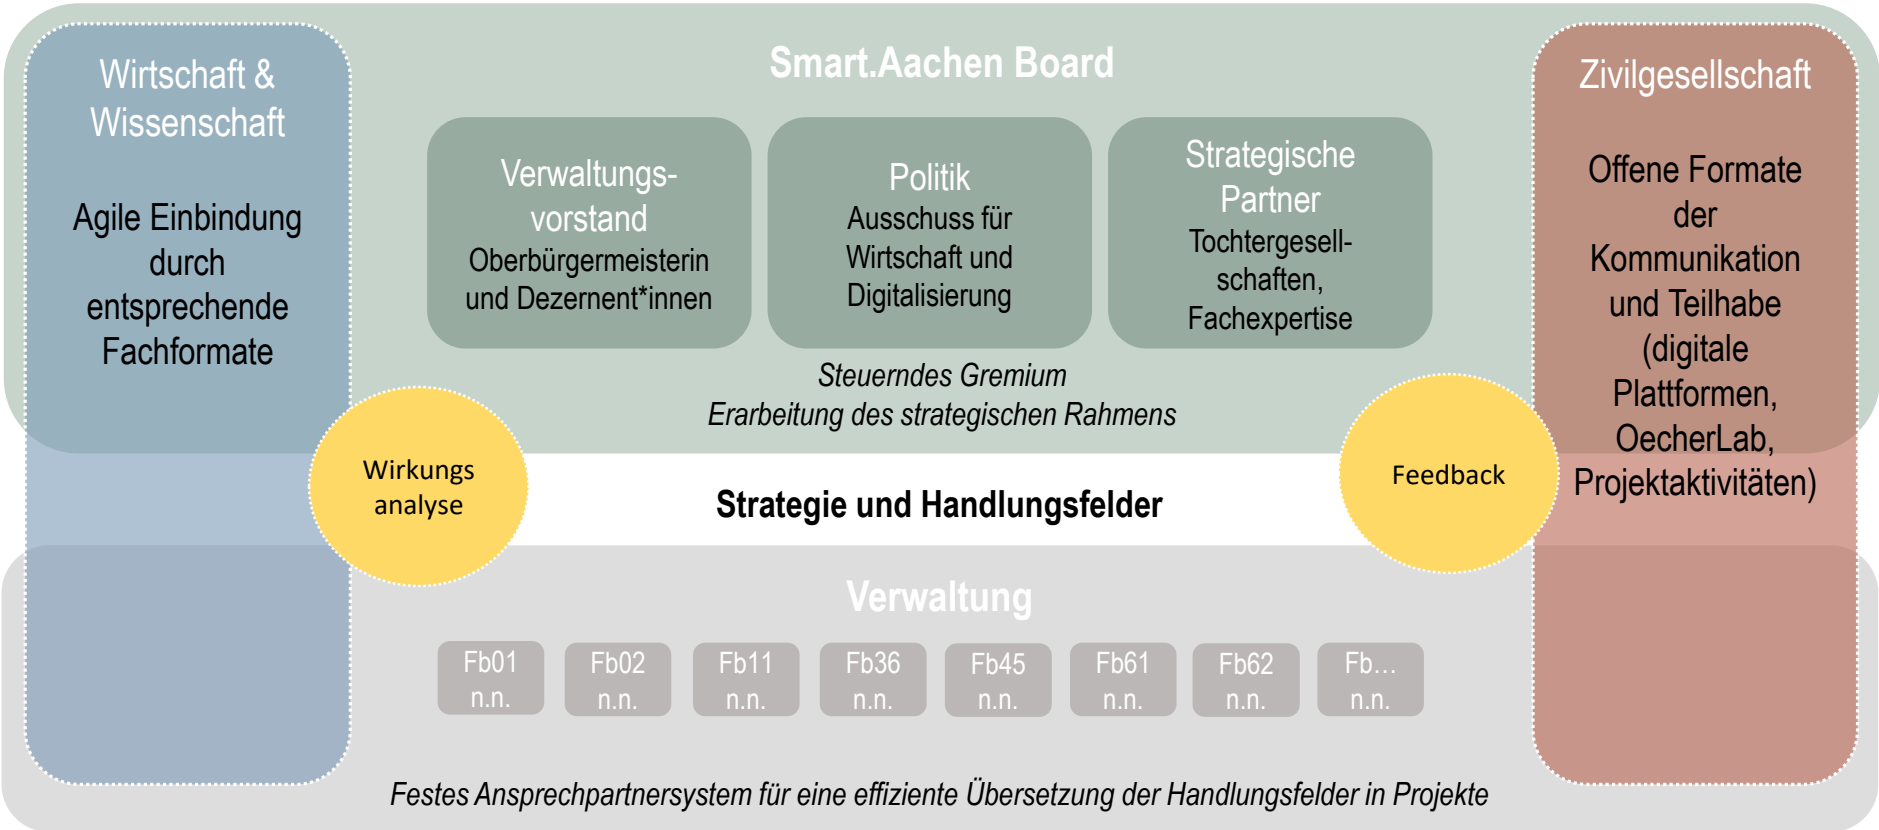 Smart.Aachen Board
Wirtschaft &
Wissenschaft
Agile Einbindung
durch
entsprechende
Fachformate
Verwaltungs-
vorstand
Oberbürgermeisterin
und Dezernent*innen
Politik
Ausschuss für
Wirtschaft und
Digitalisierung
Strategische
Partner
Tochtergesell-
schaften,
Fachexpertise
Zivilgesellschaft
Offene Formate
der
Kommunikation
und Teilhabe
(digitale
Plattformen,
OecherLab,
Projektaktivitäten)
Steuerndes Gremium
Erarbeitung des strategischen Rahmens
Wirkungs
analyse
Strategie und Handlungsfelder
Feedback
Verwaltung
Fb01
n.n.
Fb02
n.n.
Fb11
n.n.
Fb36
n.n.
Fb45
n.n.
Fb61
n.n.
Fb62
n.n.
Fb…
n.n.
Festes Ansprechpartnersystem für eine effiziente Übersetzung der Handlungsfelder in Projekte